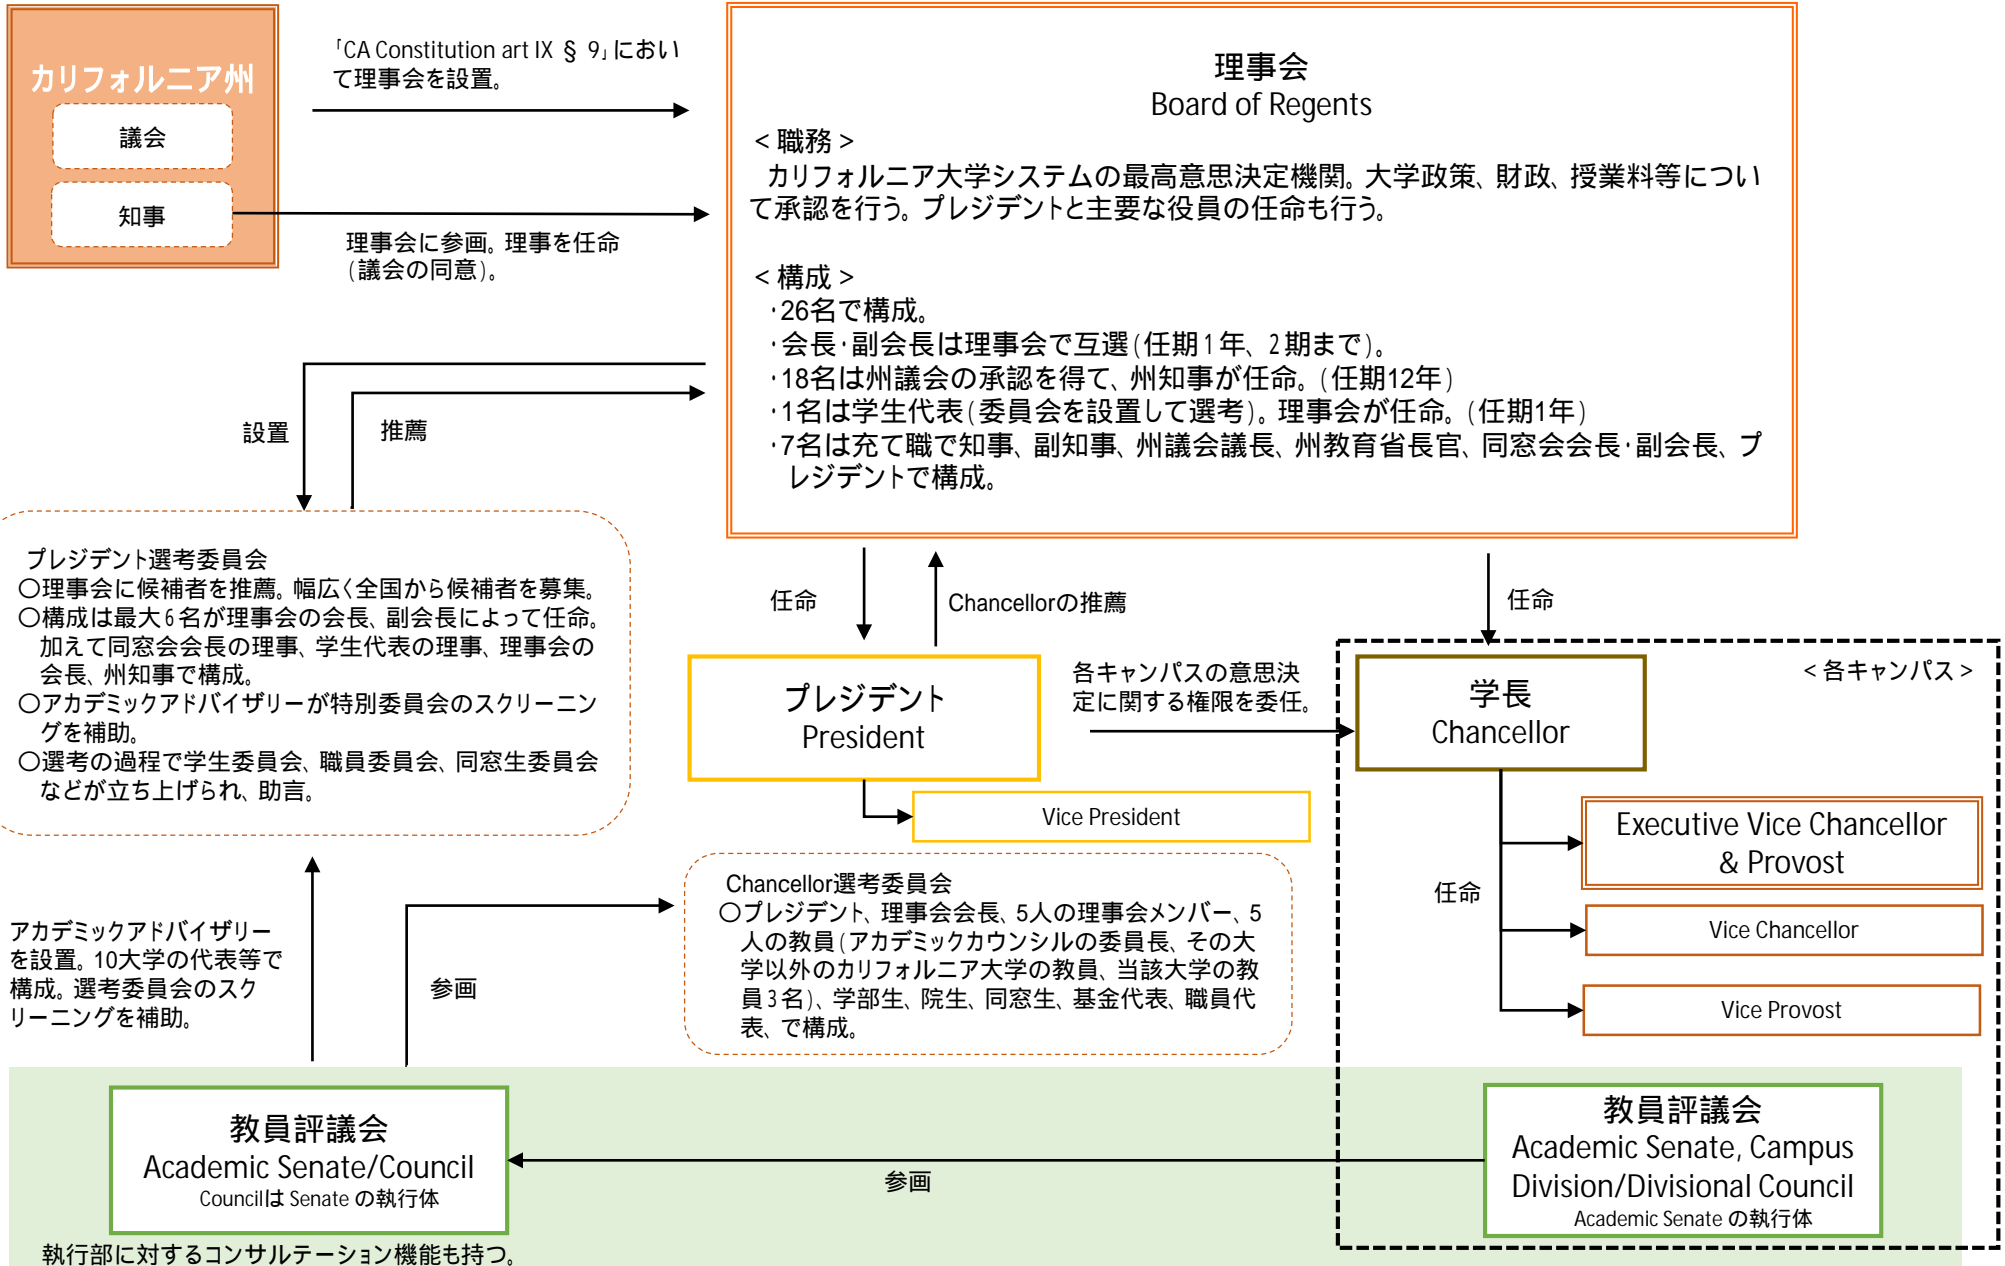 カリフォルニア州
議会
知事
「CA Constitution art IX § 9」におい
て理事会を設置。
理事会に参画。理事を任命
(議会の同意)。
理事会
Board of Regents
<職務>
カリフォルニア大学システムの最高意思決定機関。大学政策、財政、授業料等につい
て承認を行う。プレジデントと主要な役員の任命も行う。
<構成>
・26名で構成。
・会長・副会長は理事会で互選(任期1年、2期まで)。
・18名は州議会の承認を得て、州知事が任命。(任期12年)
・1名は学生代表(委員会を設置して選考)。理事会が任命。(任期1年)
・7名は充て職で知事、副知事、州議会議長、州教育省長官、同窓会会長・副会長、プ
レジデントで構成。
設置
推薦
プレジデント選考委員会
○理事会に候補者を推薦。幅広く全国から候補者を募集。
○構成は最大6名が理事会の会長、副会長によって任命。
加えて同窓会会長の理事、学生代表の理事、理事会の
会長、州知事で構成。
○アカデミックアドバイザリーが特別委員会のスクリーニン
グを補助。
○選考の過程で学生委員会、職員委員会、同窓生委員会
などが立ち上げられ、助言。
任命
Chancellorの推薦
任命
プレジデント
President
各キャンパスの意思決
定に関する権限を委任。
学長
Chancellor
<各キャンパス>
Vice President
Executive Vice Chancellor
& Provost
任命
Vice Chancellor
Vice Provost
Chancellor選考委員会
○プレジデント、理事会会長、5人の理事会メンバー、5
人の教員(アカデミックカウンシルの委員長、その大
学以外のカリフォルニア大学の教員、当該大学の教
員3名)、学部生、院生、同窓生、基金代表、職員代
表、で構成。
アカデミックアドバイザリー
を設置。10大学の代表等で
構成。選考委員会のスク
リーニングを補助。
参画
教員評議会
Academic Senate/Council
Councilは Senate の執行体
参画
教員評議会
Academic Senate, Campus
Division/Divisional Council
Academic Senate の執行体
執行部に対するコンサルテーション機能も持つ。